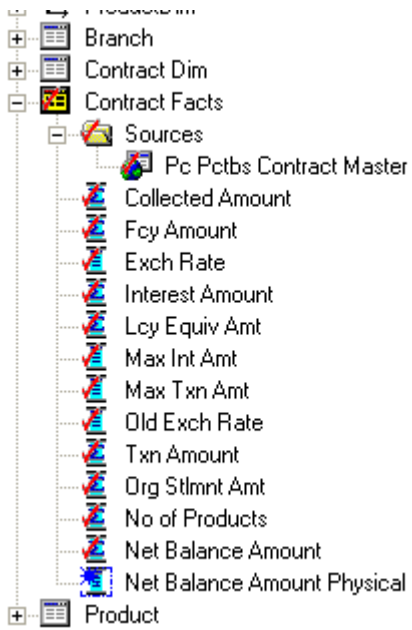 ProductDim
Branch
Contract Dim
Contract Facts
Sources
Pc Pctbs Contract Master
Collected Amount
Fcy Amount
Exch Rate
Interest Amount
Lcy Equiv Amt
Max Int Amt
Max Txn Amt
Old Exch Rate
Txn Amount
Org Stlmnt Amt
No of Products
Net Balance Amount
Net Balance Amount Physical
Product